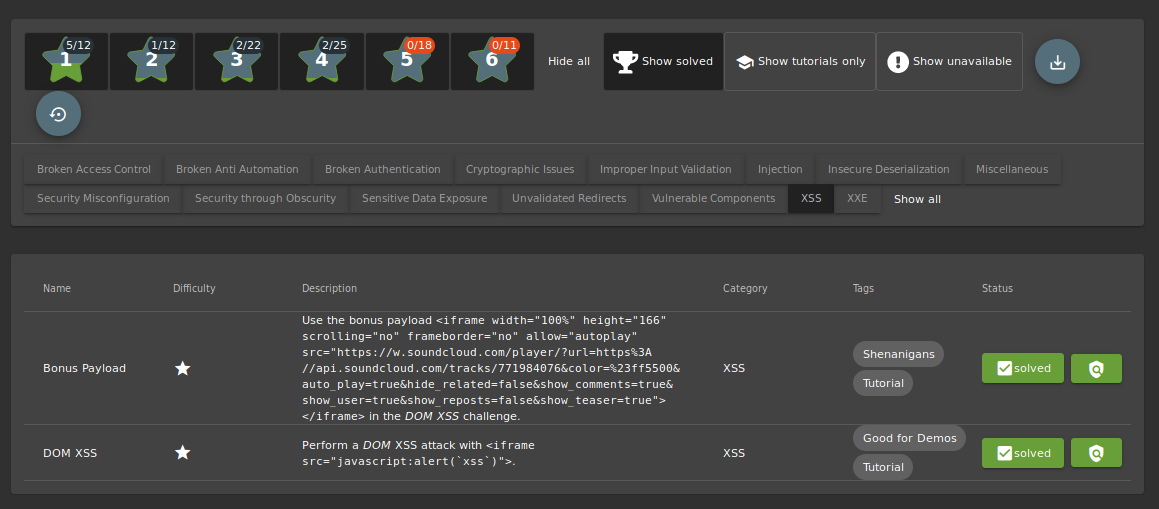 5/12 1/12 2/22 2/25 0/18 0/11
1 2 3 4 5 6 Hide all Show solved Show tutorials only Show unavailable
Broken Access Control Broken Anti Automation Broken Authentication Cryptographic Issues Improper Input Validation Injection Insecure Deserialization Miscellaneous
Security Misconfiguration Security through Obscurity Sensitive Data Exposure Unvalidated Redirects Vulnerable Components XSS XXE Show all
Name Difficulty Description Category Tags Status
Use the bonus payload <iframe width="100%" height="166"
scrolling="no" frameborder="no" allow="autoplay"
src="https://w.soundcloud.com/player/?url=https%3A
//api.soundcloud.com/tracks/771984076&color=%23ff5500&
auto_play=true&hide_related=false&show_comments=true&
show_user=true&show_reposts=false&show_teaser=true">
</iframe> in the DOM XSS challenge.
Bonus Payload XSS Shenanigans solved
Tutorial
DOM XSS Perform a DOM XSS attack with <iframe
src="javascript:alert(`xss`)">.
XSS Good for Demos solved
Tutorial